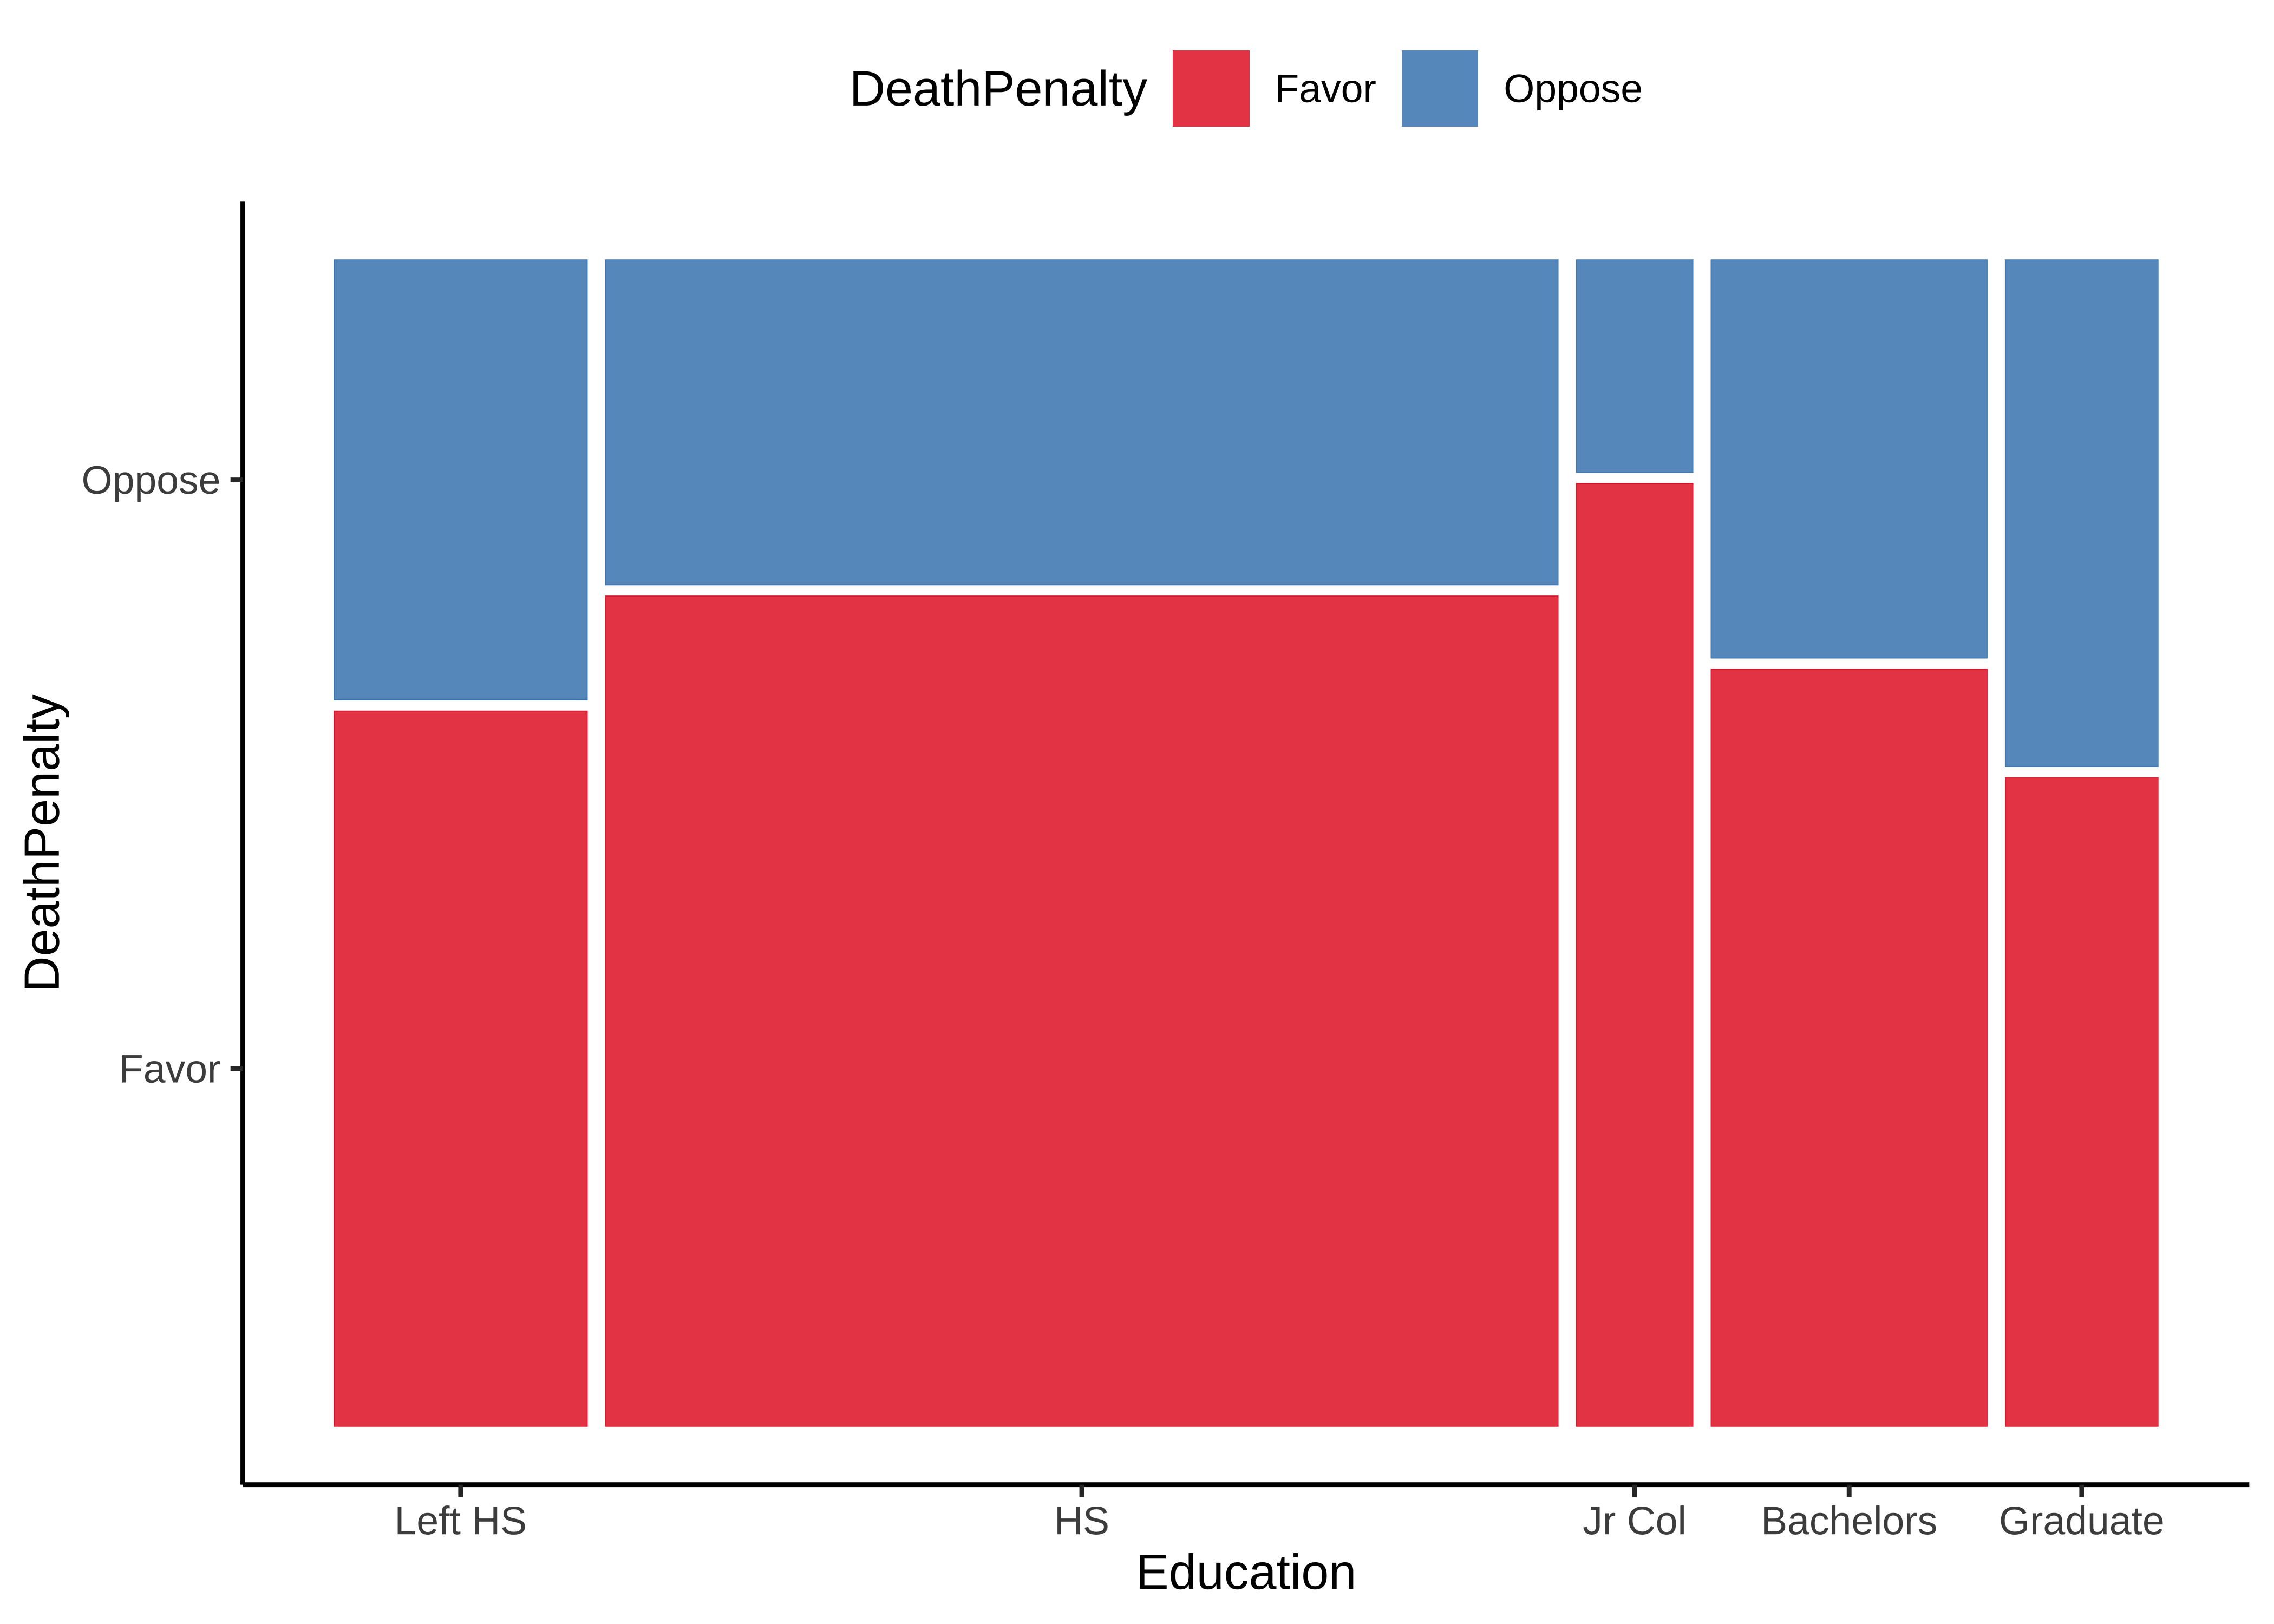 DeathPenalty Favor Oppose
Oppose
Favor
DeathPenalty
Left HS HS Jr Col Bachelors Graduate
Education